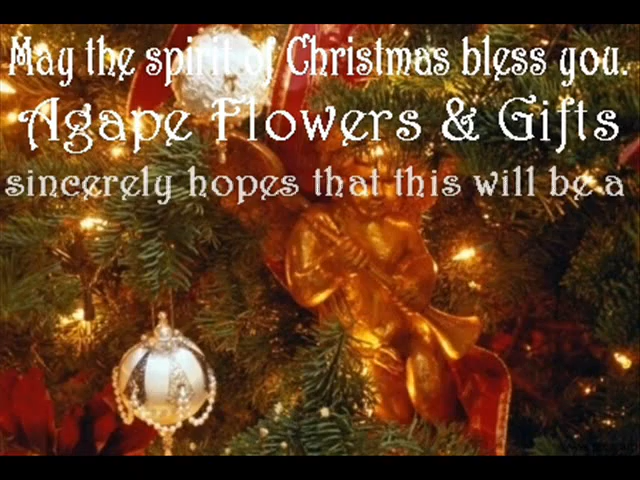 May the spirit of Christmas bless you.
Agape Flowers & Gifts
sincerely hopes that this will be a